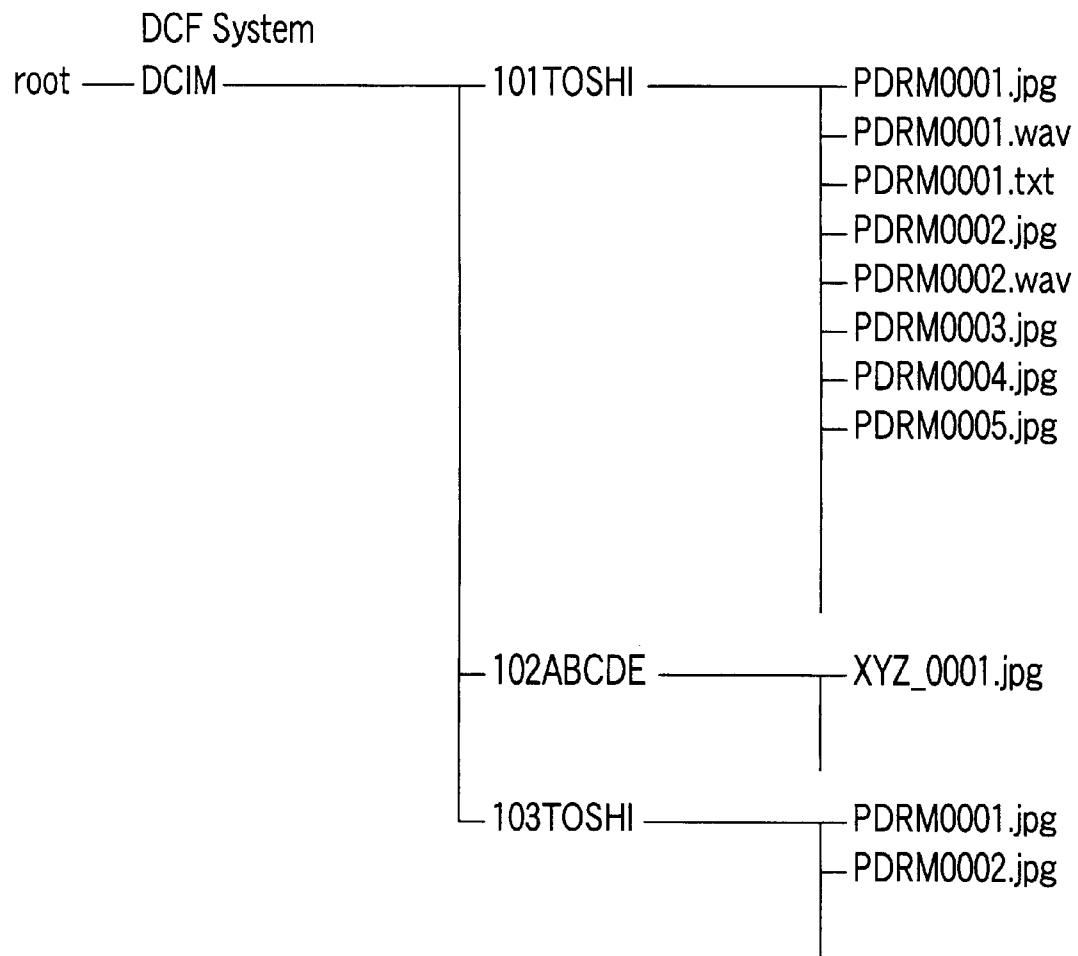 DCF System
root DCIM 101TOSHI PDRM0001.jpg
PDRM0001.wav
PDRM0001.txt
PDRM0002.jpg
PDRM0002.wav
PDRM0003.jpg
PDRM0004.jpg
PDRM0005.jpg
102ABCDE XYZ_0001.jpg
103TOSHI PDRM0001.jpg
PDRM0002.jpg